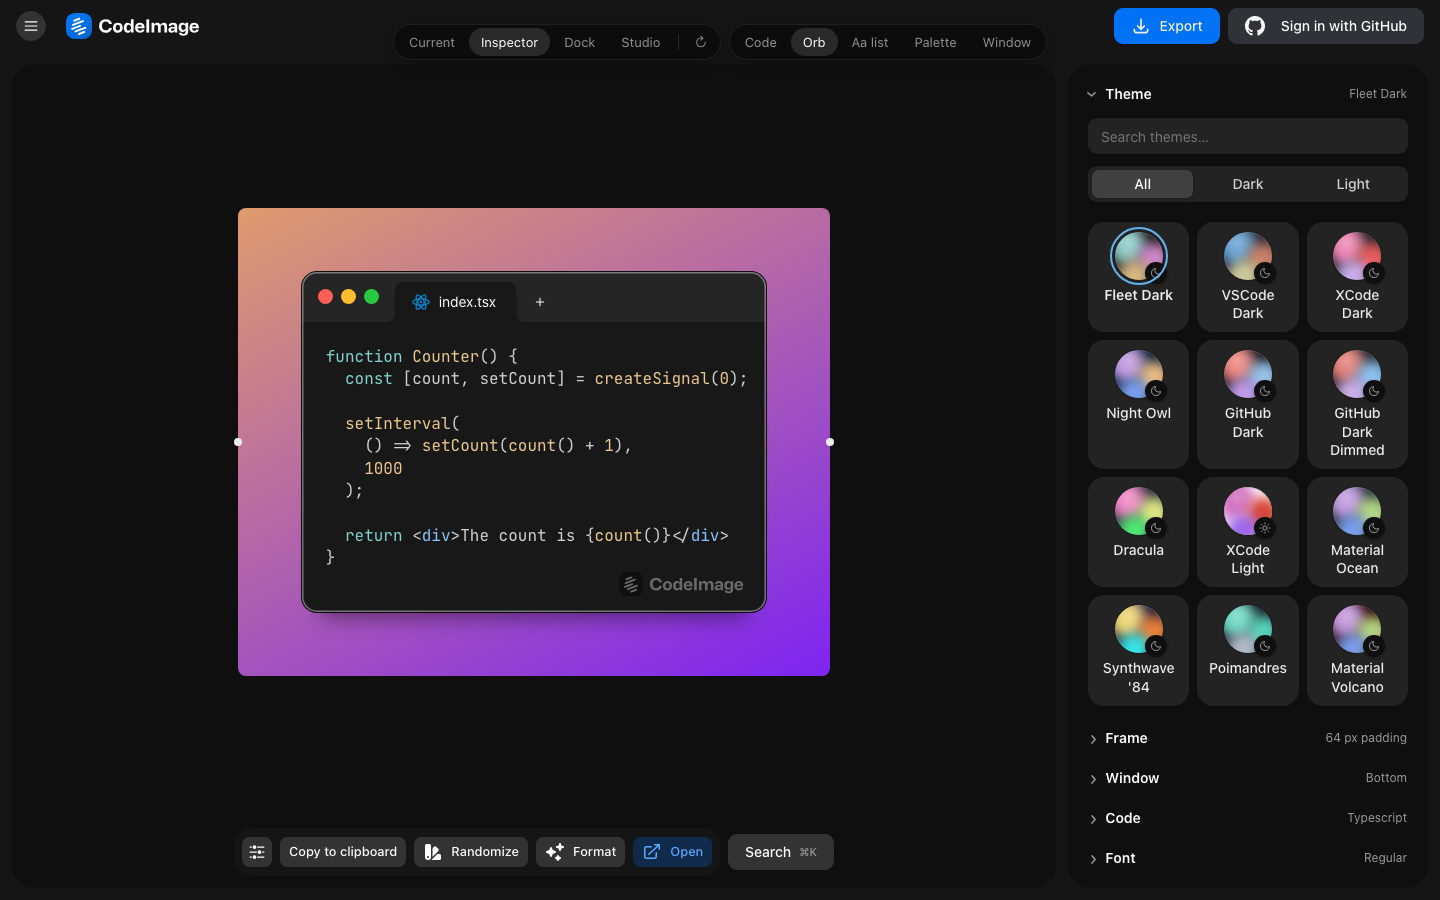 CodeImage
Current Inspector Dock Studio
Code Orb Aa list Palette Window
Export
Sign in with GitHub
index.tsx +
function Counter() {
  const [count, setCount] = createSignal(0);
  setInterval(
    () => setCount(count() + 1),
    1000
  );
  return <div>The count is {count()}</div>
}
CodeImage
Copy to clipboard Randomize Format Open Search ⌘K
Theme Fleet Dark
Search themes...
All Dark Light
Fleet Dark
VSCode
Dark
XCode
Dark
Night Owl
GitHub
Dark
GitHub
Dark
Dimmed
Dracula
XCode
Light
Material
Ocean
Synthwave
'84
Poimandres
Material
Volcano
Frame 64 px padding
Window Bottom
Code Typescript
Font Regular